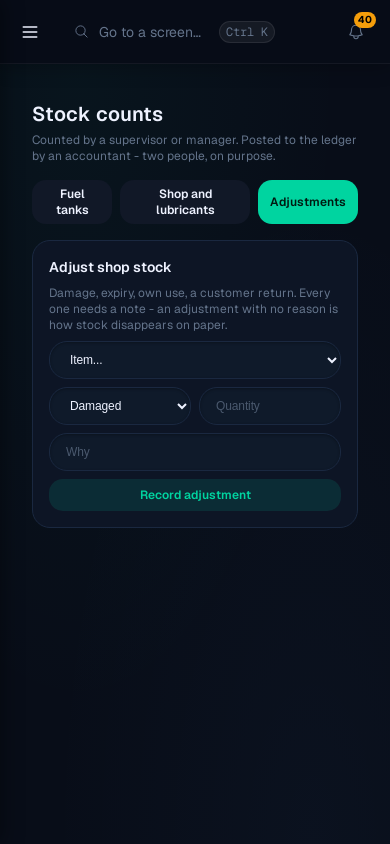 Go to a screen...
Ctrl K
40
Stock counts
Counted by a supervisor or manager. Posted to the ledger
by an accountant - two people, on purpose.
Fuel
tanks
Shop and
lubricants
Adjustments
Adjust shop stock
Damage, expiry, own use, a customer return. Every
one needs a note - an adjustment with no reason is
how stock disappears on paper.
Item...
Damaged
Quantity
Why
Record adjustment